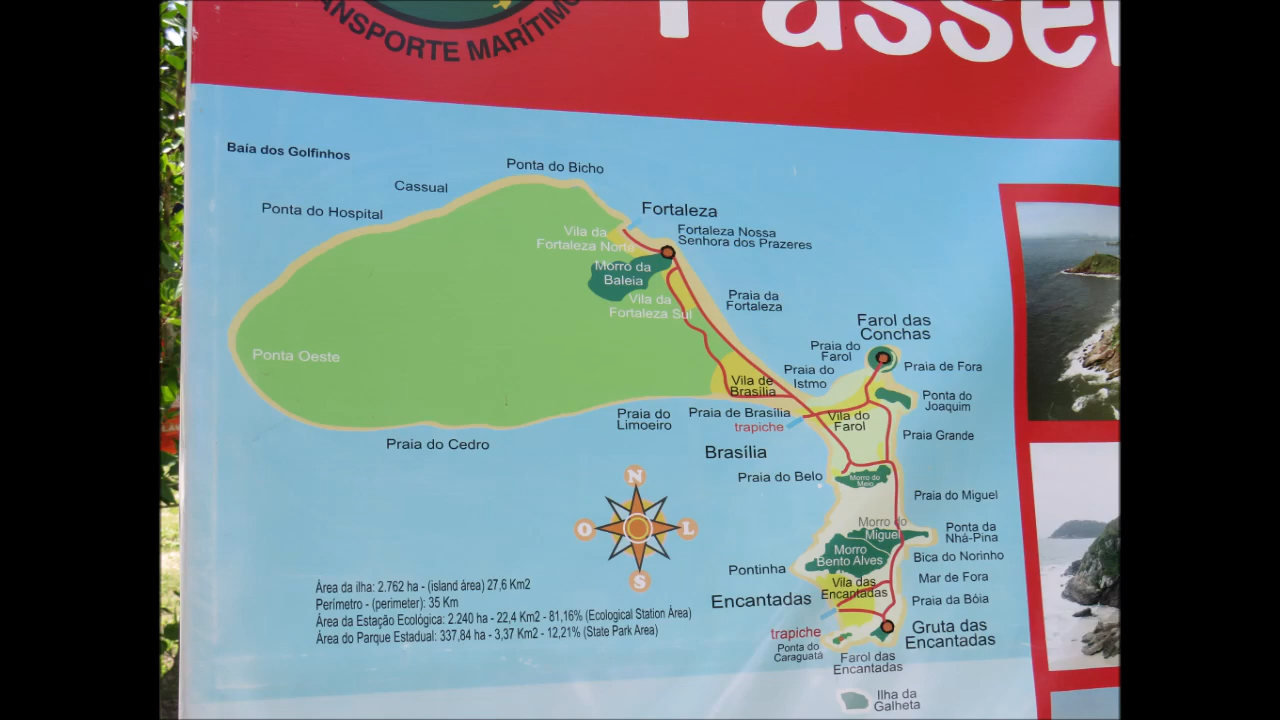 TRANSPORTE MARÍTIMO
Passei
Baía dos Golfinhos
Ponta do Bicho
Cassual
Ponta do Hospital
Fortaleza
Vila da
Fortaleza Norte
Fortaleza Nossa
Senhora dos Prazeres
Morro da
Baleia
Vila da
Fortaleza Sul
Praia da
Fortaleza
Farol das
Conchas
Praia do
Farol
Praia de Fora
Ponta Oeste
Praia do
Istmo
Vila de
Brasília
Ponta do
Joaquim
Praia do
Limoeiro
Praia de Brasília
trapiche
Vila do
Farol
Praia Grande
Praia do Cedro
Brasília
Praia do Belo
Morro do
Meio
Praia do Miguel
N
O
L
S
Morro do
Miguel
Ponta da
Nhá-Pina
Morro
Bento Alves
Bica do Norinho
Pontinha
Mar de Fora
Vila das
Encantadas
Encantadas
Praia da Bóia
trapiche
Gruta das
Encantadas
Ponta do
Caraguatá
Farol das
Encantadas
Ilha da
Galheta
Área da ilha: 2.762 ha - (island área) 27,6 Km2
Perímetro - (perimeter): 35 Km
Área da Estação Ecológica: 2.240 ha - 22,4 Km2 - 81,16% (Ecological Station Área)
Área do Parque Estadual: 337,84 ha - 3,37 Km2 - 12,21% (State Park Area)